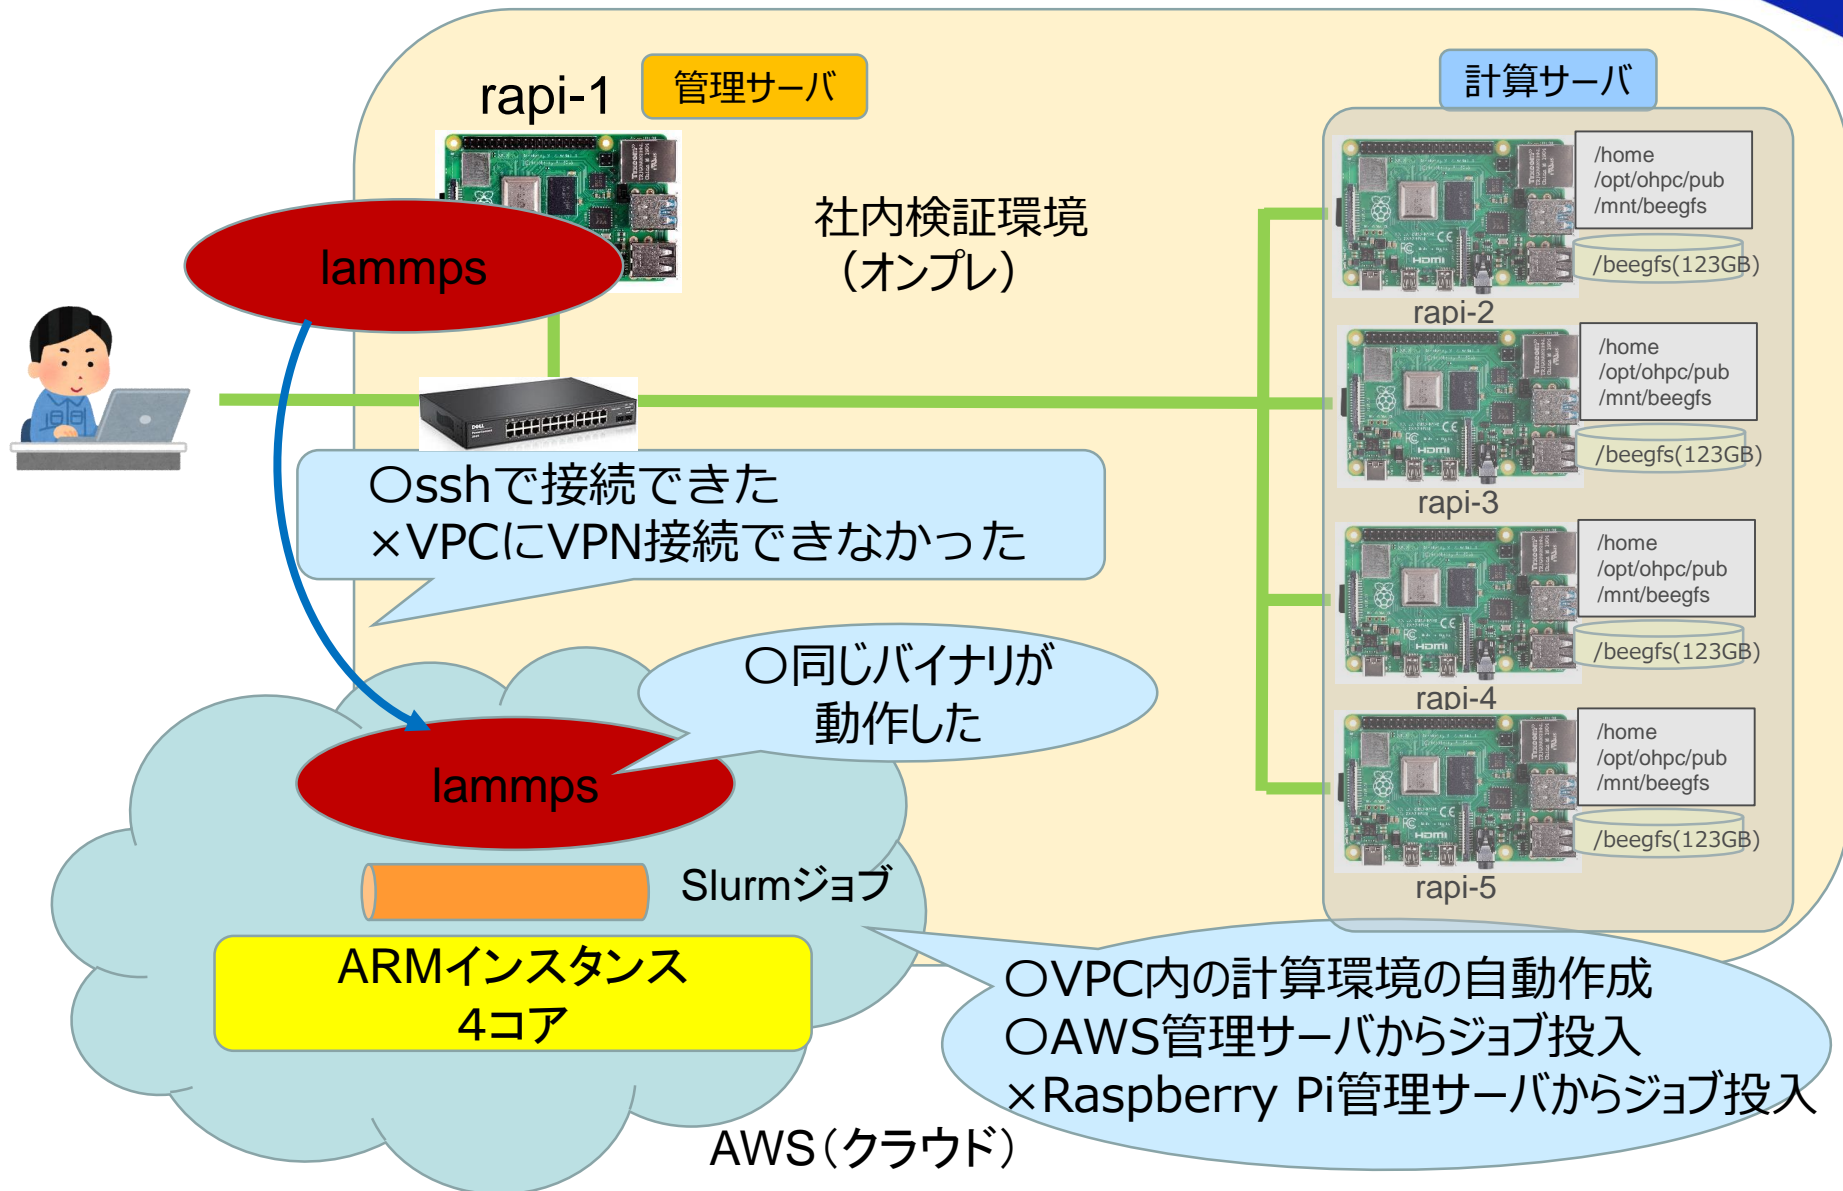 rapi-1
管理サーバ
計算サーバ
社内検証環境
（オンプレ）
lammps
/home
/opt/ohpc/pub
/mnt/beegfs
/beegfs(123GB)
rapi-2
/home
/opt/ohpc/pub
/mnt/beegfs
/beegfs(123GB)
rapi-3
/home
/opt/ohpc/pub
/mnt/beegfs
/beegfs(123GB)
rapi-4
/home
/opt/ohpc/pub
/mnt/beegfs
/beegfs(123GB)
rapi-5
DELL
〇sshで接続できた
×VPCにVPN接続できなかった
〇同じバイナリが
動作した
lammps
Slurmジョブ
ARMインスタンス
４コア
〇VPC内の計算環境の自動作成
〇AWS管理サーバからジョブ投入
×Raspberry Pi管理サーバからジョブ投入
AWS（クラウド）